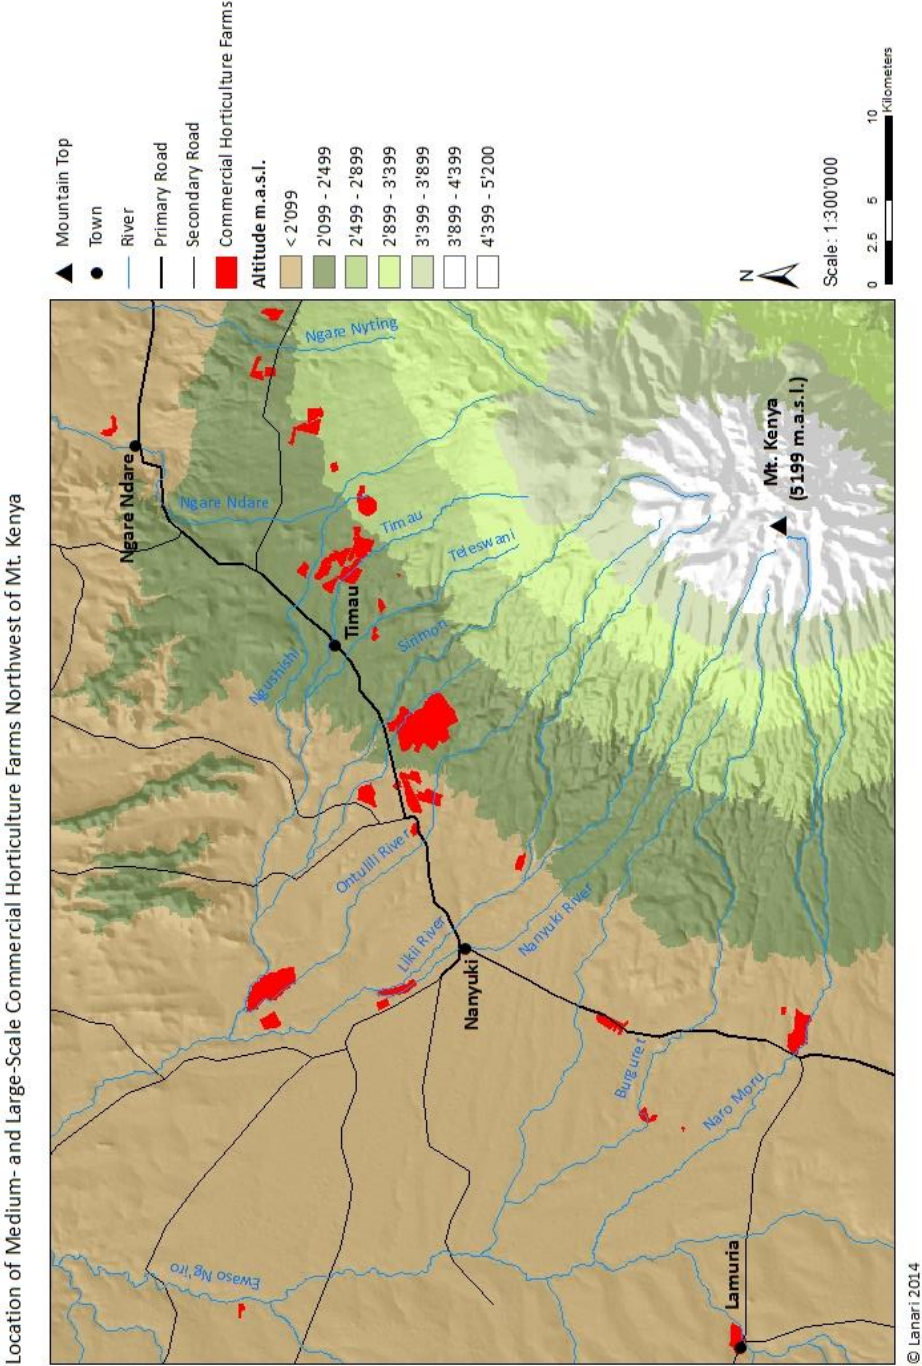 Location of Medium- and Large-Scale Commercial Horticulture Farms Northwest of Mt. Kenya
Ngare Ndare
Ngare Ndare
Ngare Nyting
Ngushishi
Timau
Timau
Teleswani
Sirimon
Ontulili River
Likii River
Nanyuki
Nanyuki River
Mt. Kenya
(5199 m.a.s.l.)
Burguret
Naro Moru
Ewaso Ng'iro
Lamuria
Mountain Top
Town
River
Primary Road
Secondary Road
Commercial Horticulture Farms
Altitude m.a.s.l.
< 2'099
2'099 - 2'499
2'499 - 2'899
2'899 - 3'399
3'399 - 3'899
3'899 - 4'399
4'399 - 5'200
N
Scale: 1:300'000
0 2.5 5 10
Kilometers
© Lanari 2014